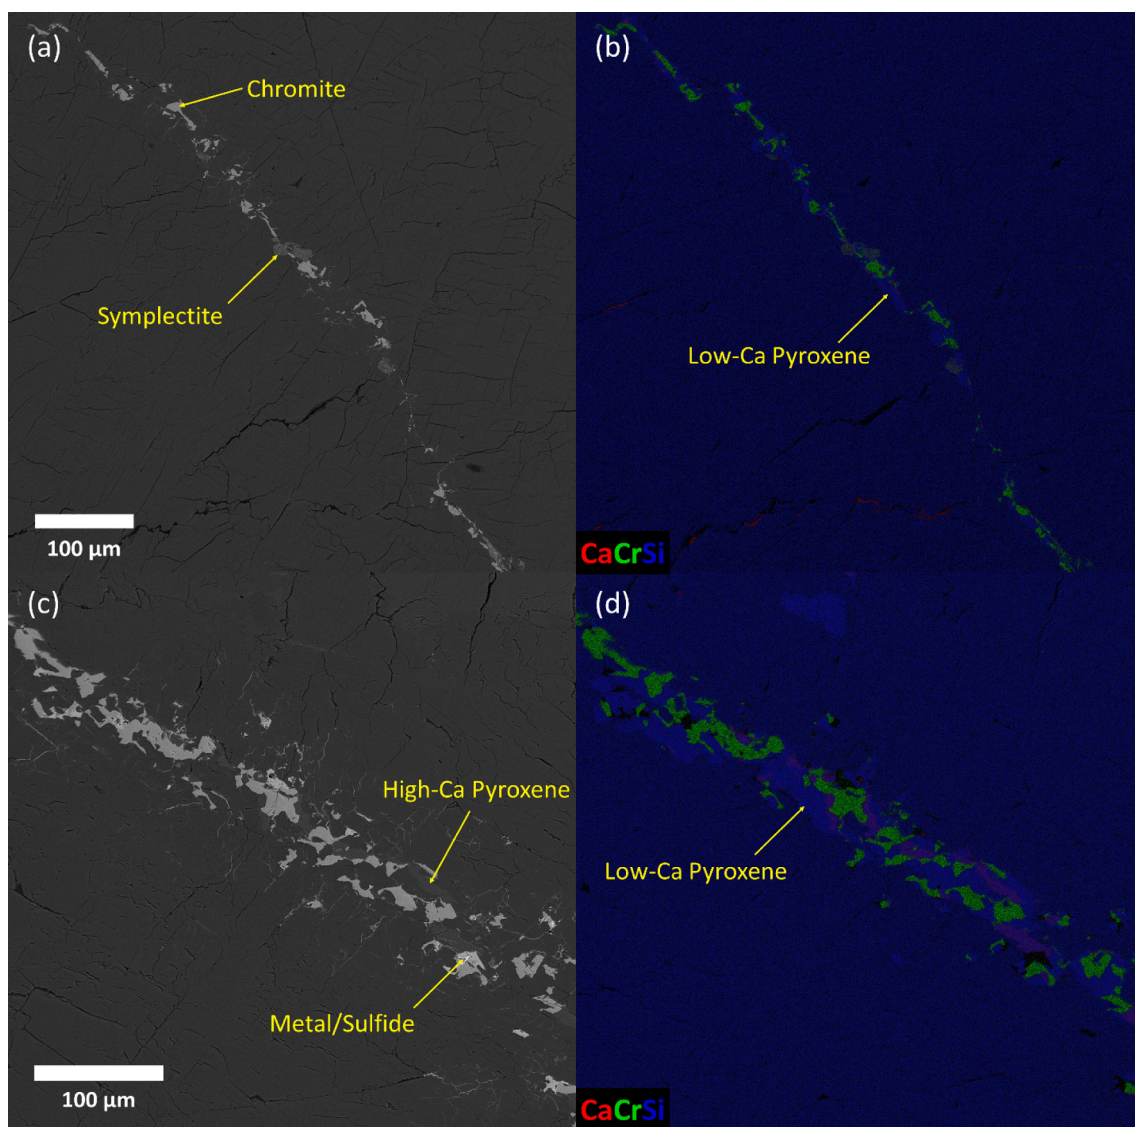 (a)
Chromite
Symplectite
100 μm
(b)
Low-Ca Pyroxene
CaCrSi
(c)
High-Ca Pyroxene
Metal/Sulfide
100 μm
(d)
Low-Ca Pyroxene
CaCrSi